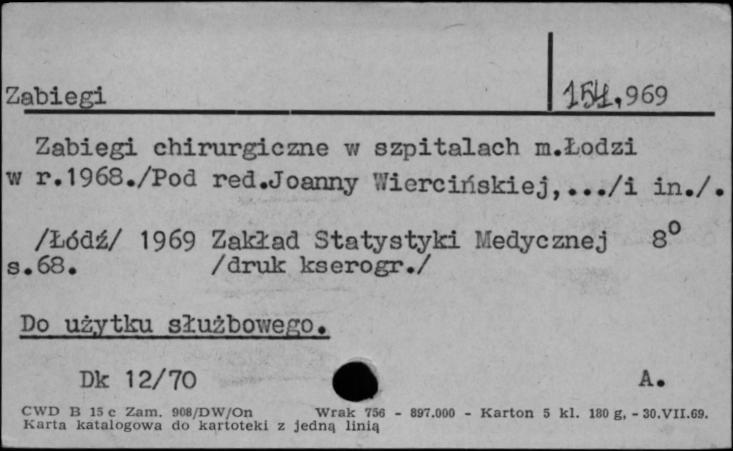 Zabiegi 154.969
Zabiegi chirurgiczne w szpitalach m.Łodzi
w r.1968./Pod red.Joanny Wiercińskiej,.../i in./.
/Łódź/ 1969 Zakład Statystyki Medycznej 8°
s.68. /druk kserogr./
Do użytku służbowego.
Dk 12/70 A.
CWD B 15 c Zam. 908/DW/On Wrak 756 - 897.000 - Karton 5 kl. 180 g, - 30.VII.69.
Karta katalogowa do kartoteki z jedną linią